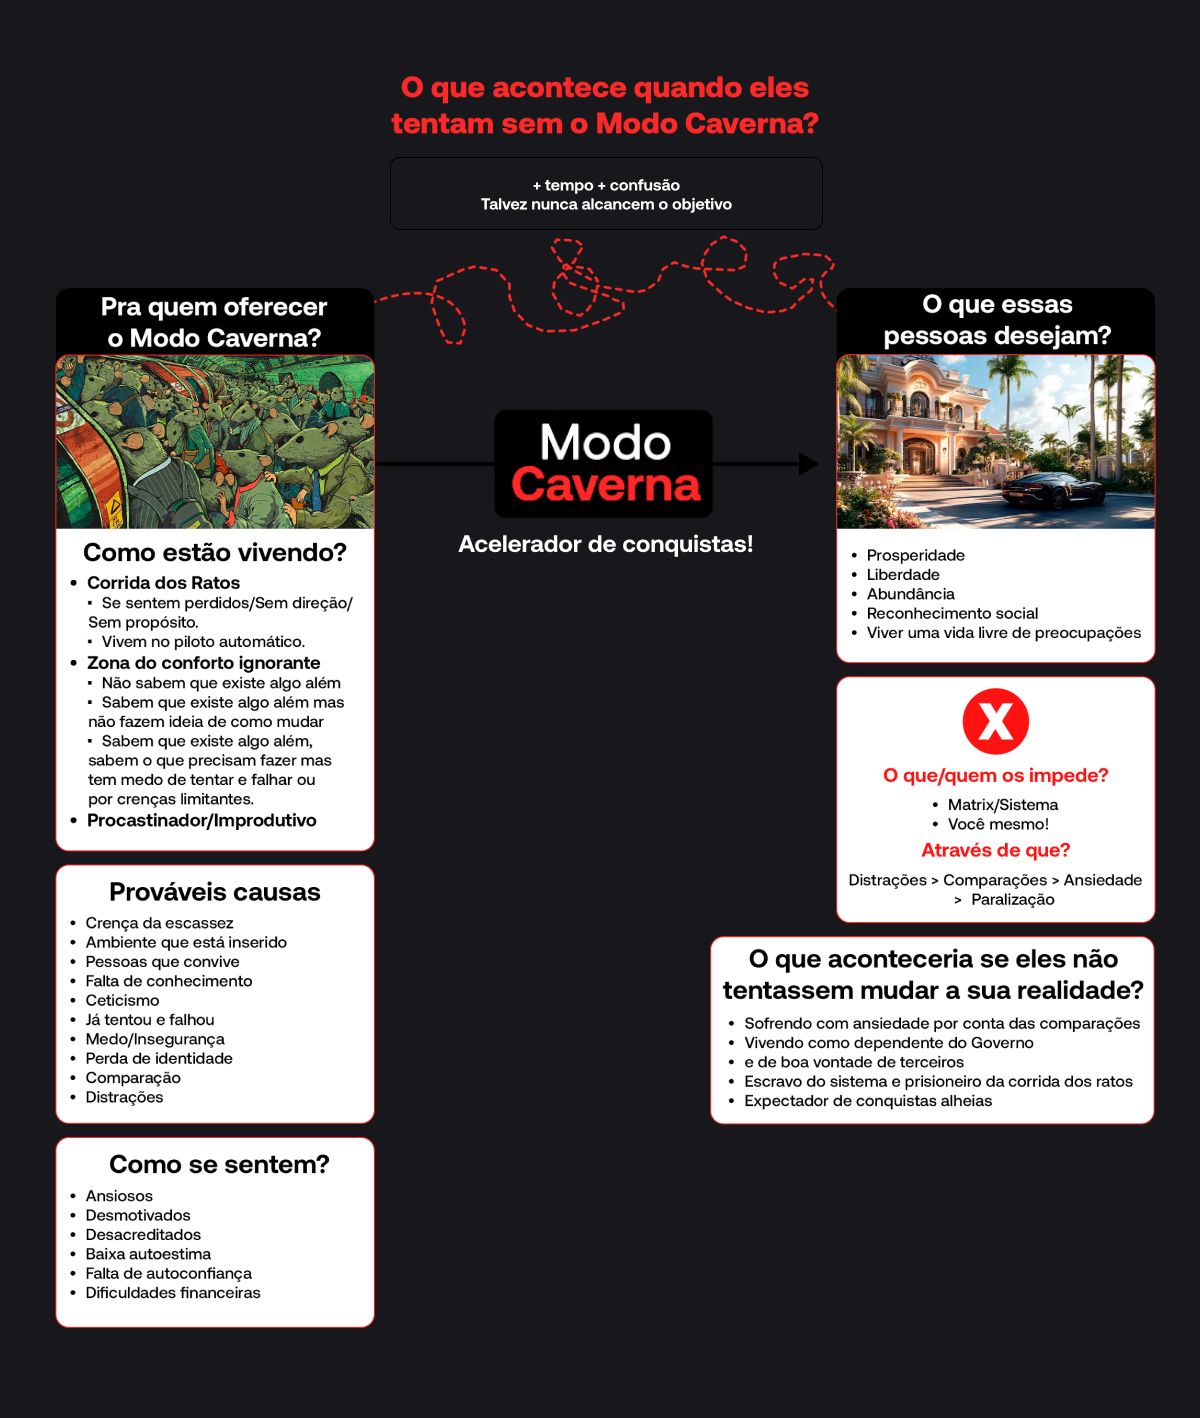 O que acontece quando eles
tentam sem o Modo Caverna?
+ tempo + confusão
Talvez nunca alcancem o objetivo
Pra quem oferecer
o Modo Caverna?
Como estão vivendo?
• Corrida dos Ratos
▪ Se sentem perdidos/Sem direção/
Sem propósito.
▪ Vivem no piloto automático.
• Zona do conforto ignorante
▪ Não sabem que existe algo além
▪ Sabem que existe algo além mas
não fazem ideia de como mudar
▪ Sabem que existe algo além,
sabem o que precisam fazer mas
tem medo de tentar e falhar ou
por crenças limitantes.
• Procastinador/Improdutivo
Prováveis causas
• Crença da escassez
• Ambiente que está inserido
• Pessoas que convive
• Falta de conhecimento
• Ceticismo
• Já tentou e falhou
• Medo/Insegurança
• Perda de identidade
• Comparação
• Distrações
Como se sentem?
• Ansiosos
• Desmotivados
• Desacreditados
• Baixa autoestima
• Falta de autoconfiança
• Dificuldades financeiras
Modo
Caverna
Acelerador de conquistas!
O que essas
pessoas desejam?
• Prosperidade
• Liberdade
• Abundância
• Reconhecimento social
• Viver uma vida livre de preocupações
X
O que/quem os impede?
• Matrix/Sistema
• Você mesmo!
Através de que?
Distrações > Comparações > Ansiedade
> Paralização
O que aconteceria se eles não
tentassem mudar a sua realidade?
• Sofrendo com ansiedade por conta das comparações
• Vivendo como dependente do Governo
• e de boa vontade de terceiros
• Escravo do sistema e prisioneiro da corrida dos ratos
• Expectador de conquistas alheias